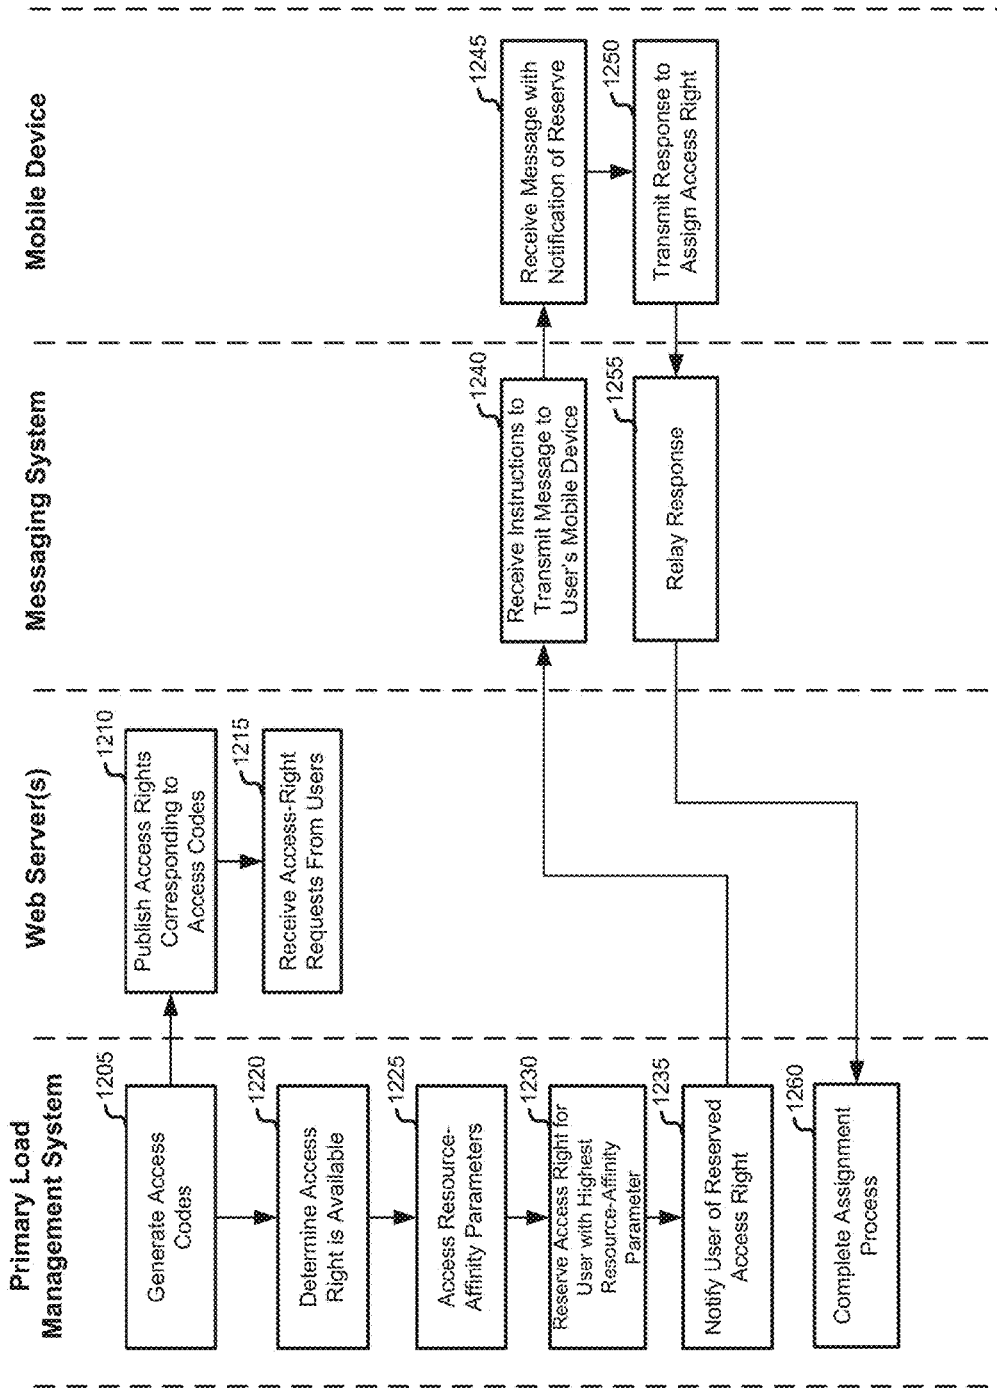 Primary Load
Management System
Web Server(s)
Messaging System
Mobile Device
1205
Generate Access
Codes
1210
Publish Access Rights
Corresponding to
Access Codes
1215
Receive Access-Right
Requests From Users
1220
Determine Access
Right is Available
1225
Access Resource-
Affinity Parameters
1230
Reserve Access Right for
User with Highest
Resource-Affinity
Parameter
1235
Notify User of Reserved
Access Right
1240
Receive Instructions to
Transmit Message to
User's Mobile Device
1245
Receive Message with
Notification of Reserve
1250
Transmit Response to
Assign Access Right
1255
Relay Response
1260
Complete Assignment
Process